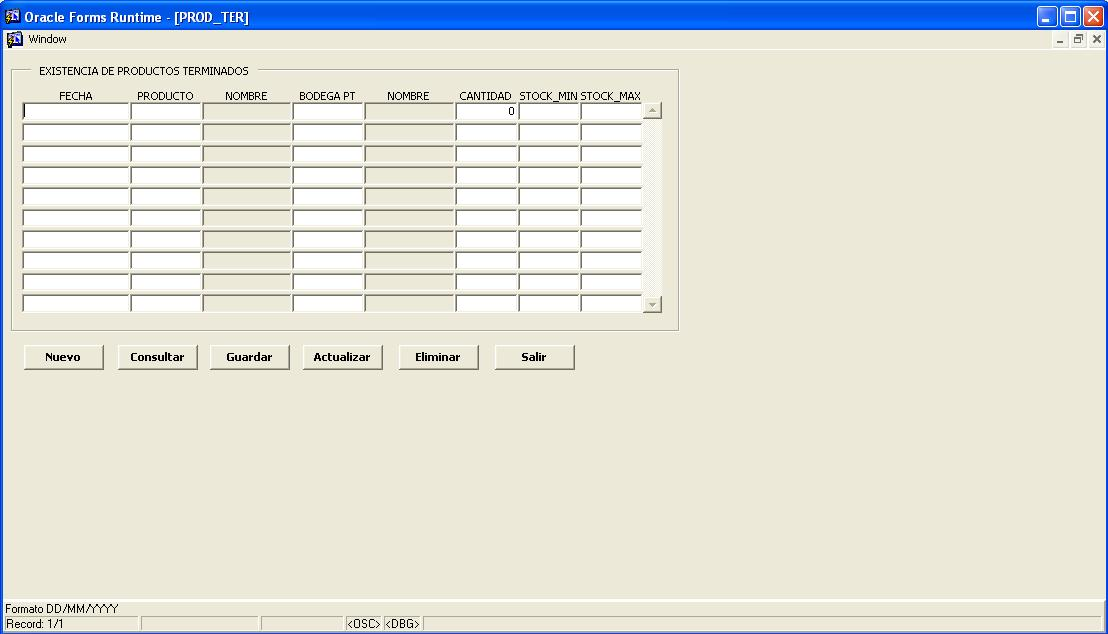 Oracle Forms Runtime - [PROD_TER]
Window
EXISTENCIA DE PRODUCTOS TERMINADOS
FECHA PRODUCTO NOMBRE BODEGA PT NOMBRE CANTIDAD STOCK_MIN STOCK_MAX
0
Nuevo Consultar Guardar Actualizar Eliminar Salir
Formato DD/MM/YYYY
Record: 1/1 <OSC> <DBG>